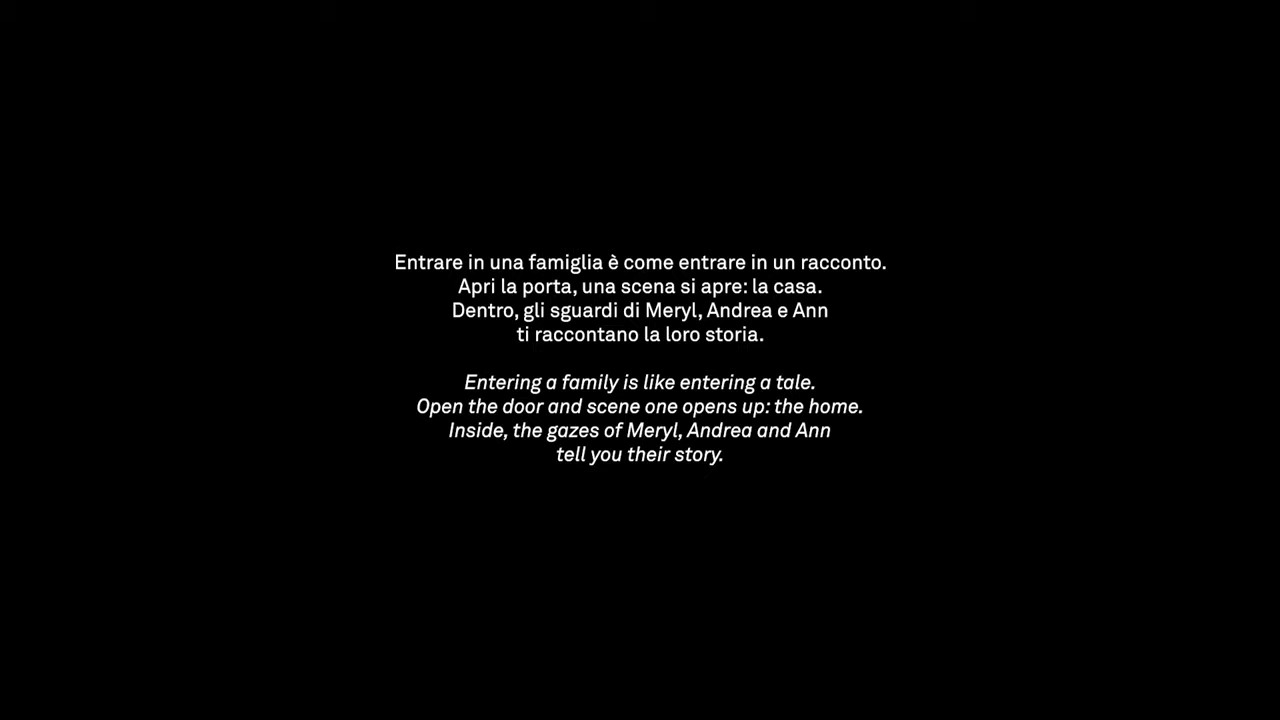 Entrare in una famiglia è come entrare in un racconto.
Apri la porta, una scena si apre: la casa.
Dentro, gli sguardi di Meryl, Andrea e Ann
ti raccontano la loro storia.
Entering a family is like entering a tale.
Open the door and scene one opens up: the home.
Inside, the gazes of Meryl, Andrea and Ann
tell you their story.